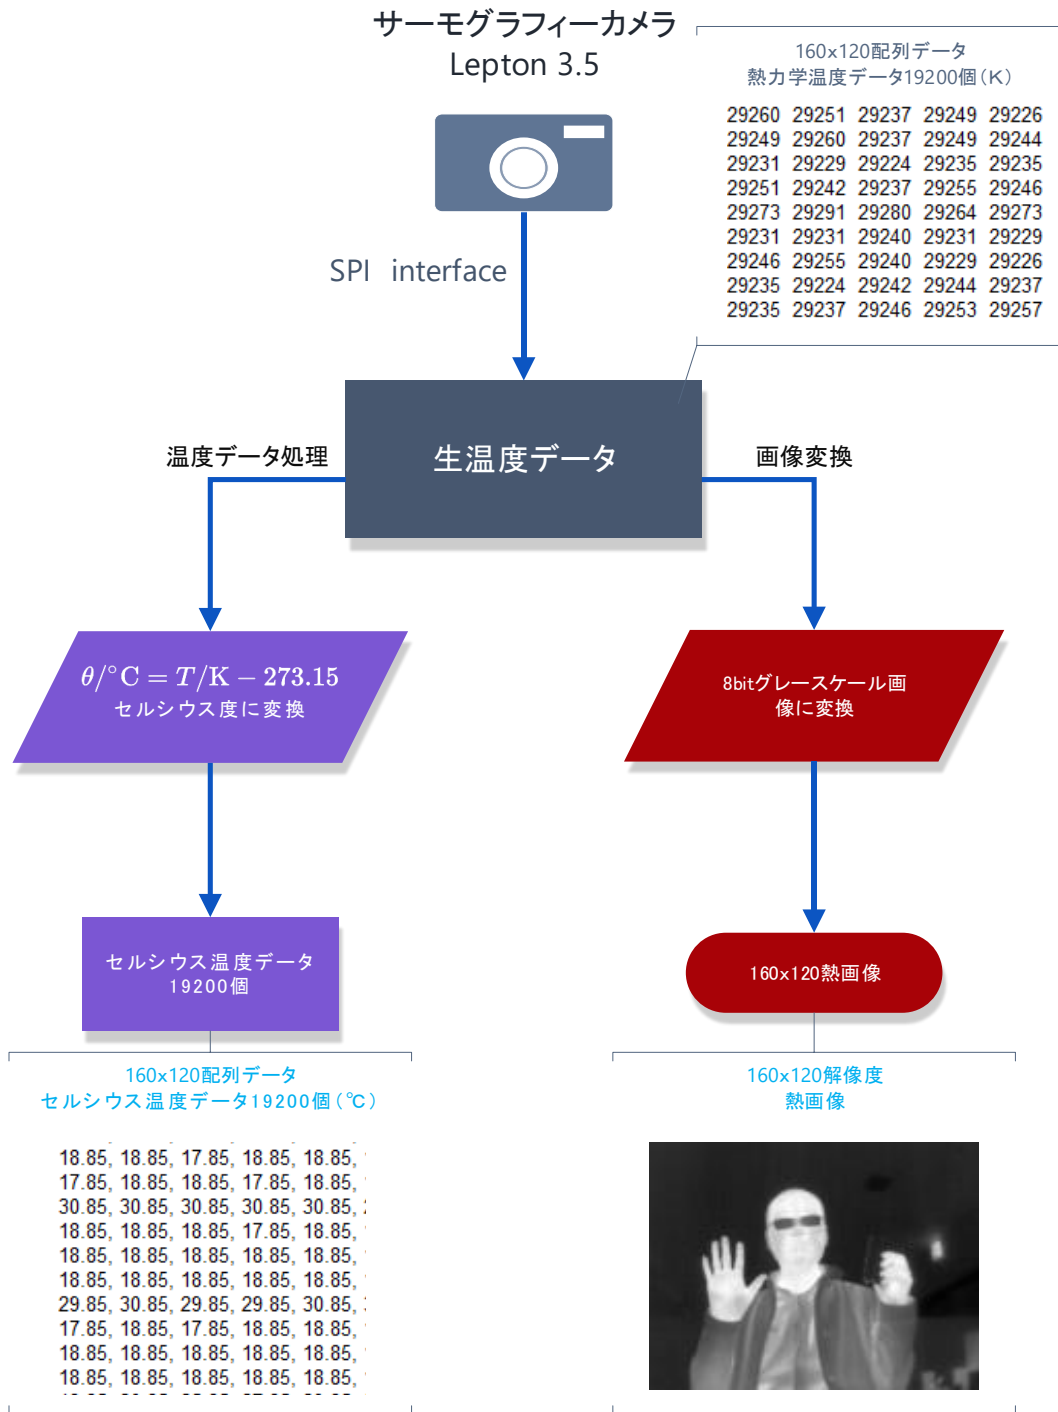 サーモグラフィーカメラ
Lepton 3.5
160x120配列データ
熱力学温度データ19200個(K)
29260 29251 29237 29249 29226
29249 29260 29237 29249 29244
29231 29229 29224 29235 29235
29251 29242 29237 29255 29246
29273 29291 29280 29264 29273
29231 29231 29240 29231 29229
29246 29255 29240 29229 29226
29235 29224 29242 29244 29237
29235 29237 29246 29253 29257
SPI interface
生温度データ
温度データ処理
画像変換
θ/°C = T/K − 273.15
セルシウス度に変換
8bitグレースケール画
像に変換
セルシウス温度データ
19200個
160x120熱画像
160x120配列データ
セルシウス温度データ19200個(℃)
18.85, 18.85, 17.85, 18.85, 18.85,
17.85, 18.85, 18.85, 17.85, 18.85,
30.85, 30.85, 30.85, 30.85, 30.85,
18.85, 18.85, 18.85, 17.85, 18.85,
18.85, 18.85, 18.85, 18.85, 18.85,
18.85, 18.85, 18.85, 18.85, 18.85,
29.85, 30.85, 29.85, 29.85, 30.85,
17.85, 18.85, 17.85, 18.85, 18.85,
18.85, 18.85, 18.85, 18.85, 18.85,
18.85, 18.85, 18.85, 18.85, 18.85,
160x120解像度
熱画像